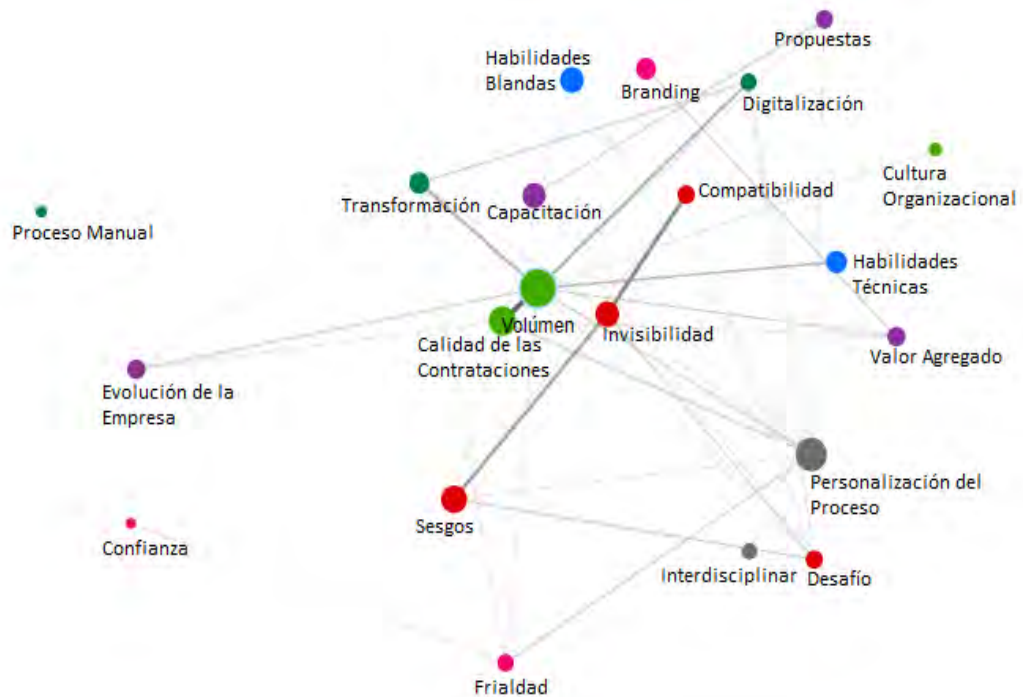 Propuestas
Habilidades
Blandas
Branding
Digitalización
Cultura
Organizacional
Transformación
Capacitación
Compatibilidad
Proceso Manual
Habilidades
Técnicas
Volúmen
Invisibilidad
Calidad de las
Contrataciones
Valor Agregado
Evolución de la
Empresa
Personalización del
Proceso
Sesgos
Confianza
Interdisciplinar
Desafío
Frialdad